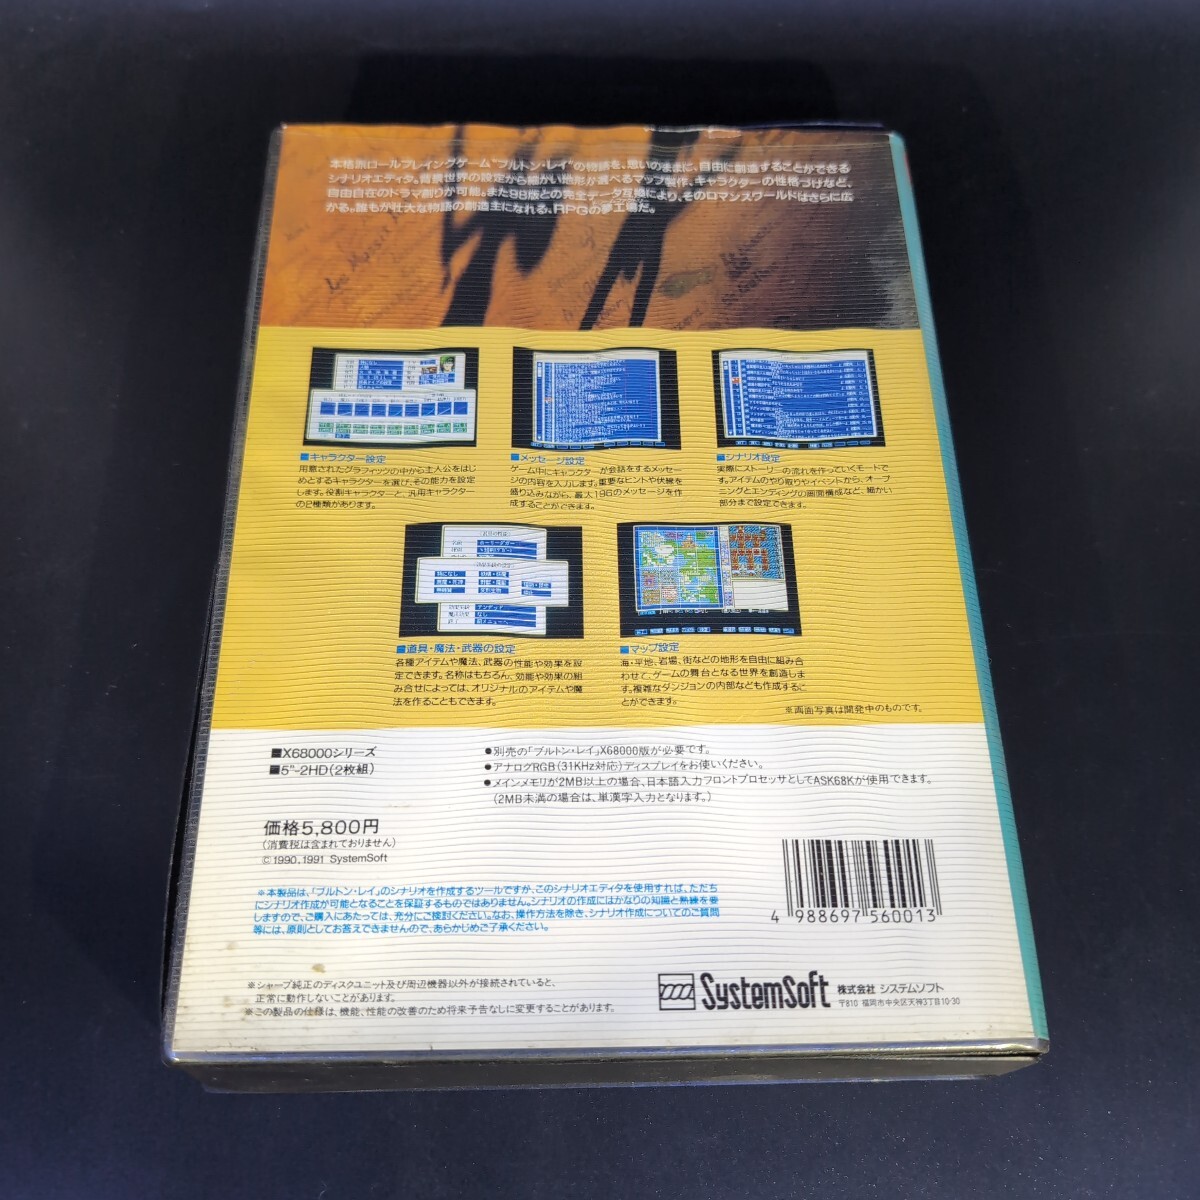 本格派ロールプレイングゲーム"ブルトン・レイ"の物語を、思いのままに、自由に創造することができる
シナリオエディタ。背景世界の設定から細かい地形が選べるマップ製作、キャラクターの性格づけなど、
自由自在のドラマ創りが可能。また98版との完全データ互換により、そのロマンスワールドはさらに広
がる。誰もが壮大な物語の創造主になれる、RPGの夢工場だ。
■キャラクター設定
用意されたグラフィックの中から主人公をはじ
めとするキャラクターを選び、その能力を設定
します。役割キャラクターと、汎用キャラクター
の2種類があります。
■メッセージ設定
ゲーム中にキャラクターが会話をするメッセー
ジの内容を入力します。重要なヒントや伏線を
盛り込みながら、最大196のメッセージを作
成することができます。
■シナリオ設定
実際にストーリーの流れを作っていくモードで
す。アイテムのやり取りやイベントから、オープ
ニングとエンディングの画面構成など、細かい
部分まで設定できます。
■道具・魔法・武器の設定
各種アイテムや魔法、武器の性能や効果を設
定できます。名称はもちろん、効能や効果の組
み合せによっては、オリジナルのアイテムや魔
法を作ることもできます。
■マップ設定
海・平地、岩場、街などの地形を自由に組み合
わせて、ゲームの舞台となる世界を創造しま
す。複雑なダンジョンの内部なども作成するこ
とができます。
※画面写真は開発中のものです。
■X68000シリーズ
■5"-2HD(2枚組)
●別売の「ブルトン・レイ」X68000版が必要です。
●アナログRGB(31KHz対応)ディスプレイをお使いください。
●メインメモリが2MB以上の場合、日本語入力フロントプロセッサとしてASK68Kが使用できます。
(2MB未満の場合は、単漢字入力となります。)
価格5,800円
(消費税は含まれておりません)
©1990,1991 SystemSoft
※本製品は、「ブルトン・レイ」のシナリオを作成するツールですが、このシナリオエディタを使用すれば、ただち
にシナリオ作成が可能となることを保証するものではありません。シナリオの作成にはかなりの知識と熟練を要
しますので、ご購入にあたっては、充分にご検討ください。なお、操作方法を除き、シナリオ作成についてのご質問
等には、原則としてお答えできませんので、あらかじめご了承ください。
4 988697 560013
※シャープ純正のディスクユニット及び周辺機器以外が接続されていると、
正常に動作しないことがあります。
※この製品の仕様は、機能、性能の改善のため将来予告なしに変更することがあります。
SystemSoft
株式会社 システムソフト
〒810 福岡市中央区天神3丁目10-30